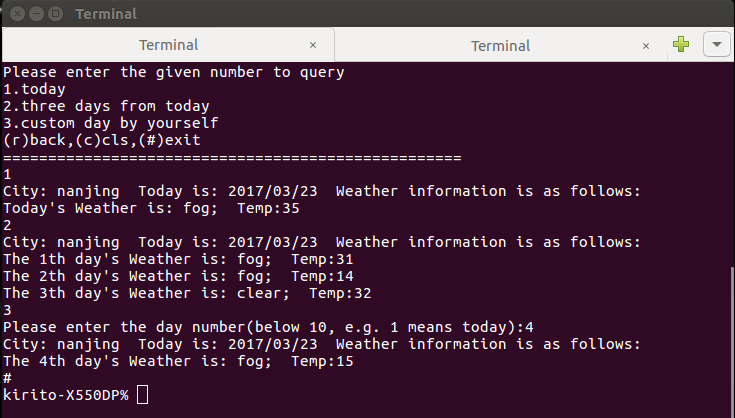 Terminal
Terminal
Terminal
Please enter the given number to query
1.today
2.three days from today
3.custom day by yourself
(r)back,(c)cls,(#)exit
===================================================
1
City: nanjing  Today is: 2017/03/23  Weather information is as follows:
Today's Weather is: fog;  Temp:35
2
City: nanjing  Today is: 2017/03/23  Weather information is as follows:
The 1th day's Weather is: fog;  Temp:31
The 2th day's Weather is: fog;  Temp:14
The 3th day's Weather is: clear;  Temp:32
3
Please enter the day number(below 10, e.g. 1 means today):4
City: nanjing  Today is: 2017/03/23  Weather information is as follows:
The 4th day's Weather is: fog;  Temp:15
#
kirito-X550DP%